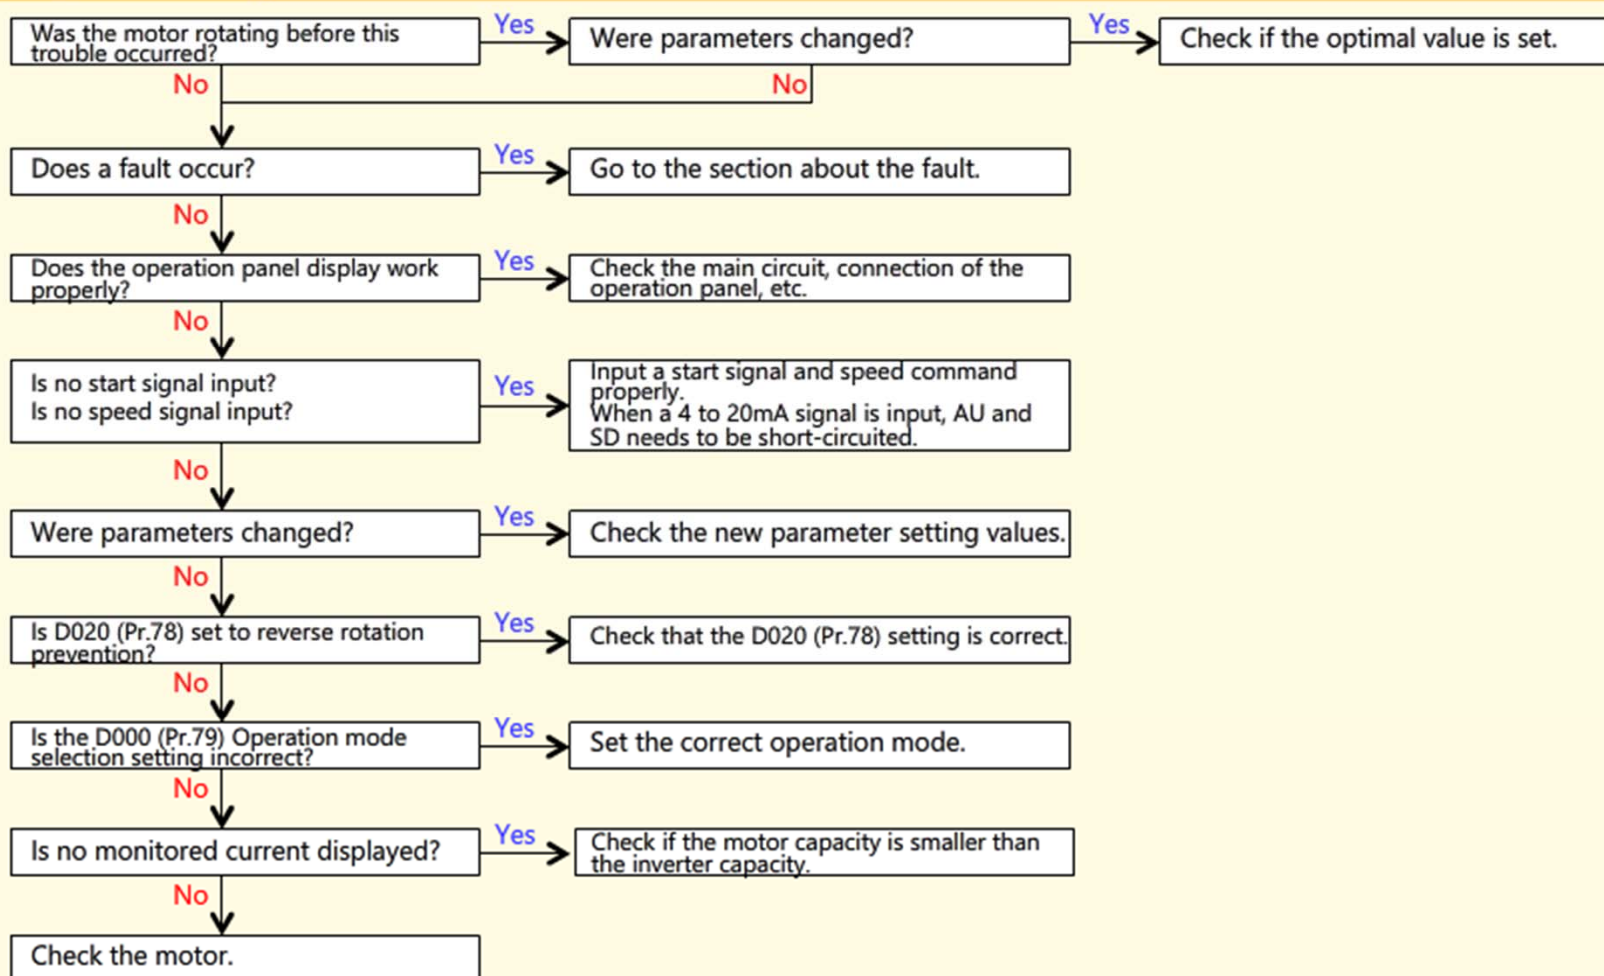 Was the motor rotating before this
trouble occurred?
Yes
Were parameters changed?
Yes
Check if the optimal value is set.
No
No
Does a fault occur?
Yes
Go to the section about the fault.
No
Does the operation panel display work
properly?
Yes
Check the main circuit, connection of the
operation panel, etc.
No
Is no start signal input?
Is no speed signal input?
Yes
Input a start signal and speed command
properly.
When a 4 to 20mA signal is input, AU and
SD needs to be short-circuited.
No
Were parameters changed?
Yes
Check the new parameter setting values.
No
Is D020 (Pr.78) set to reverse rotation
prevention?
Yes
Check that the D020 (Pr.78) setting is correct.
No
Is the D000 (Pr.79) Operation mode
selection setting incorrect?
Yes
Set the correct operation mode.
No
Is no monitored current displayed?
Yes
Check if the motor capacity is smaller than
the inverter capacity.
No
Check the motor.